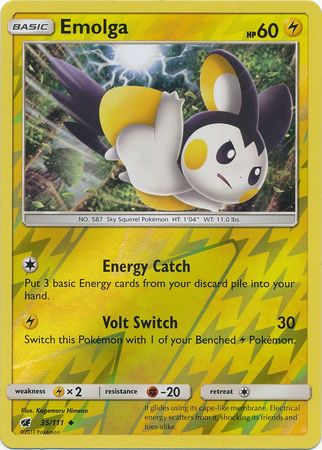 BASIC Emolga HP60
NO. 587 Sky Squirrel Pokémon HT: 1'04" WT: 11.0 lbs.
Energy Catch
Put 3 basic Energy cards from your discard pile into your
hand.
Volt Switch 30
Switch this Pokémon with 1 of your Benched Pokémon.
weakness ×2 resistance -20 retreat
Illus. Kagemaru Himeno
35/111
©2017 Pokémon
It glides using its cape-like membrane. Electrical
energy scatters from it, shocking its friends and
foes alike.